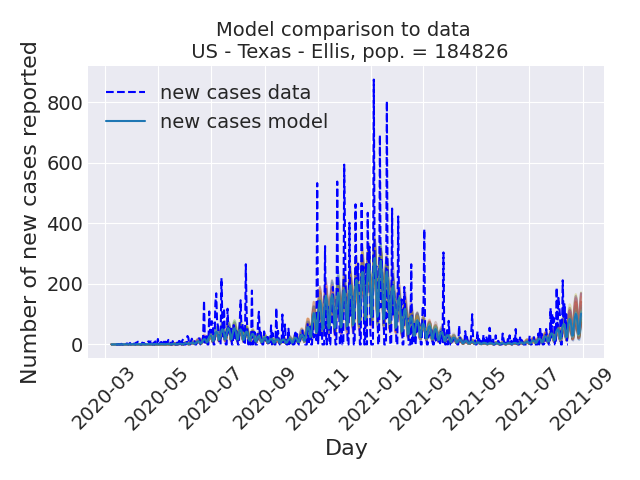 Model comparison to data
US - Texas - Ellis, pop. = 184826
Number of new cases reported
new cases data
new cases model
800
600
400
200
0
2020-03
2020-05
2020-07
2020-09
2020-11
2021-01
2021-03
2021-05
2021-07
2021-09
Day